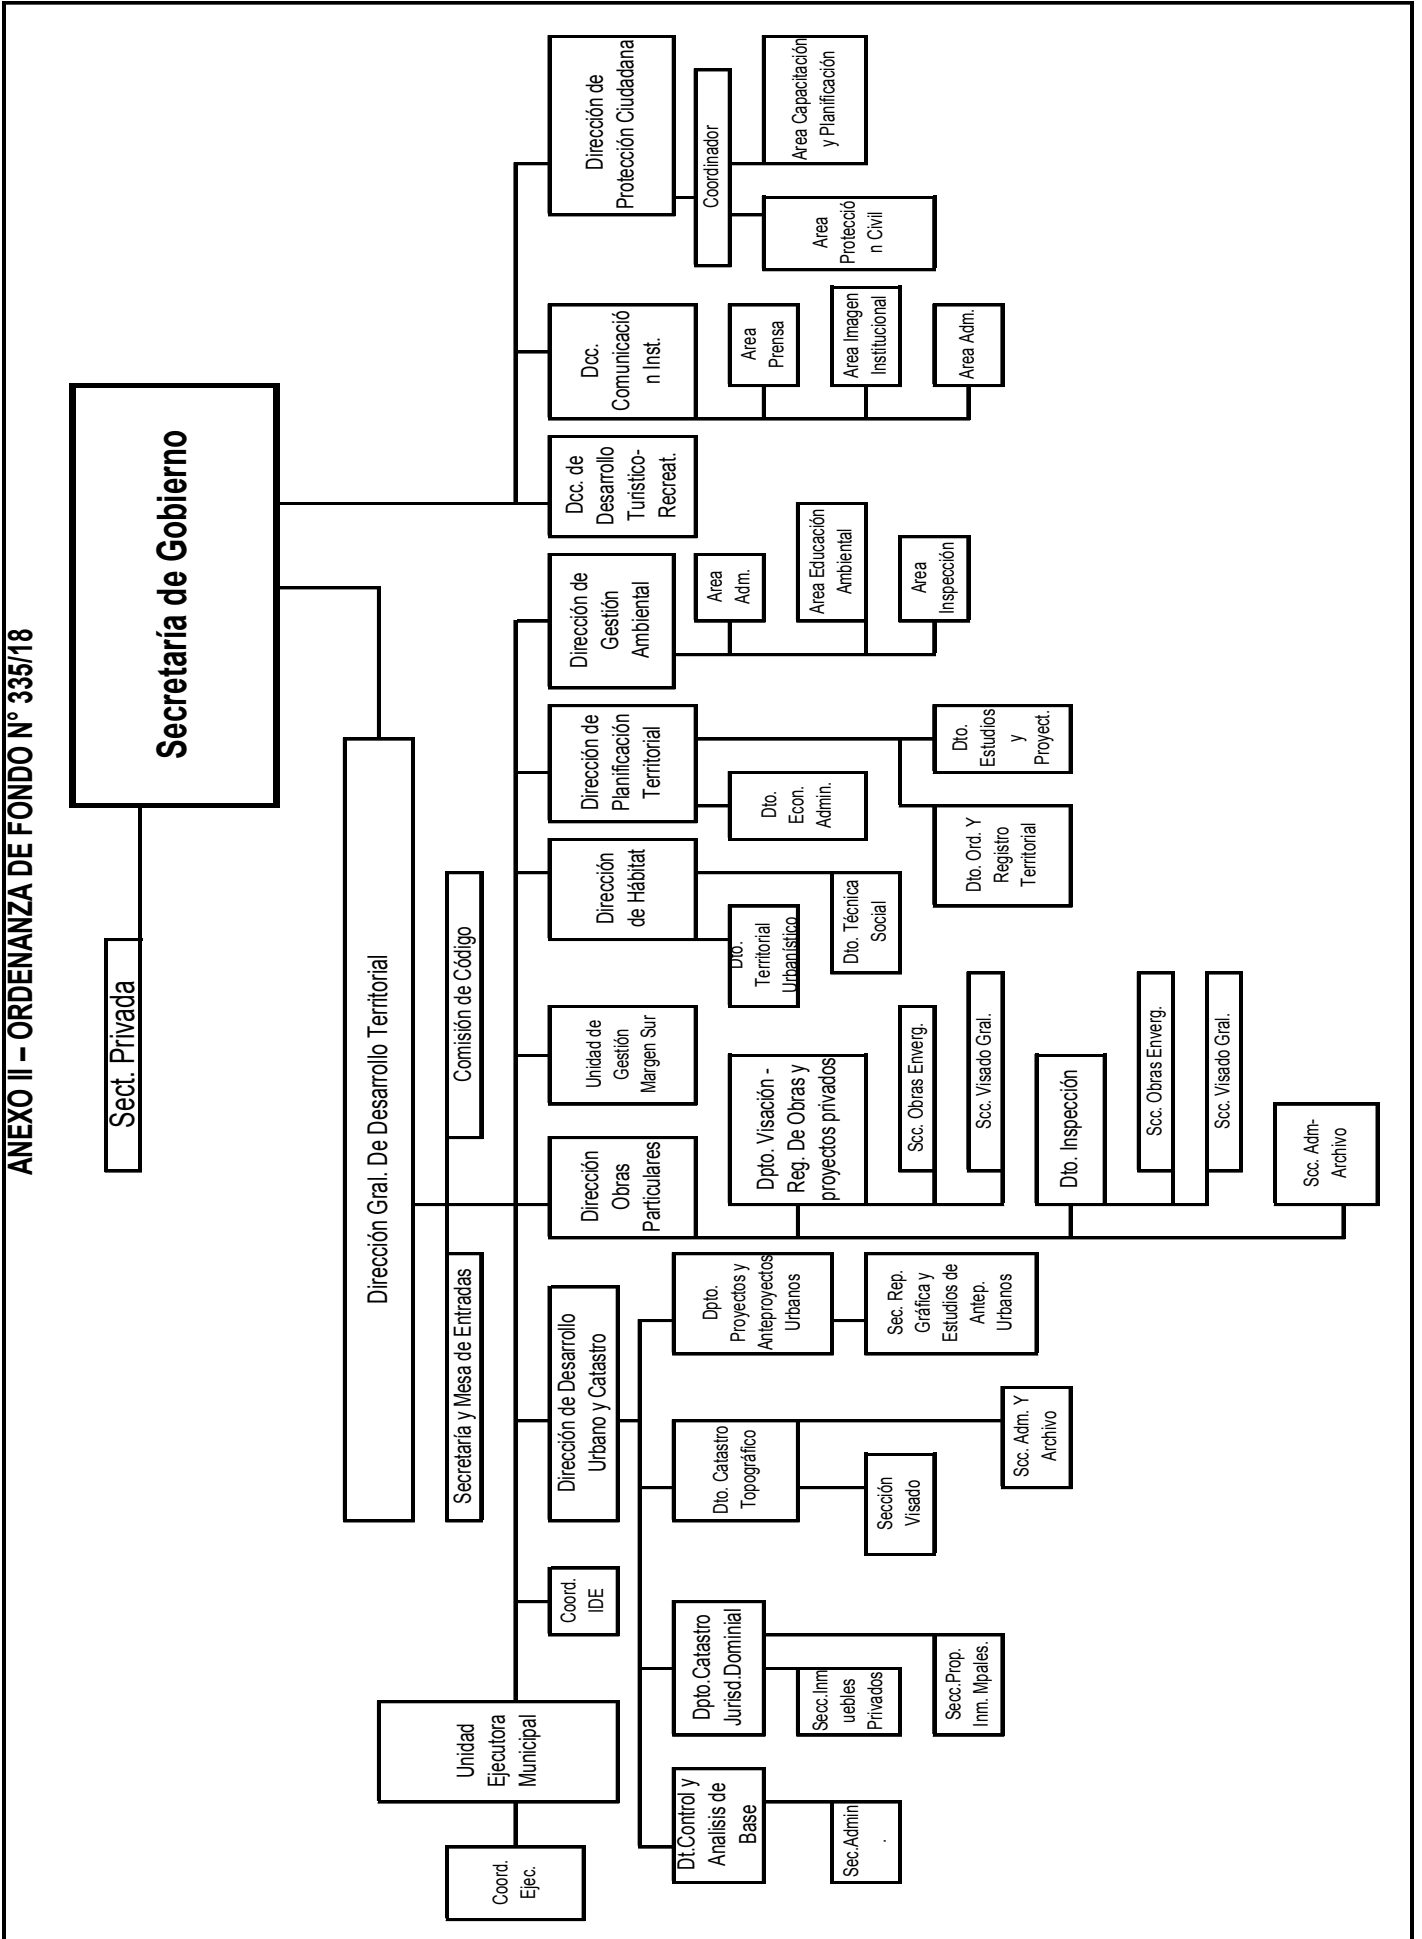 ANEXO II – ORDENANZA DE FONDO N° 335/18
Secretaría de Gobierno
Sect. Privada
Dirección Gral. De Desarrollo Territorial
Secretaría y Mesa de Entradas
Comisión de Código
Unidad
Ejecutora
Municipal
Coord.
Ejec.
Coord.
IDE
Dirección de Desarrollo
Urbano y Catastro
Dirección
Obras
Particulares
Unidad de
Gestión
Margen Sur
Dirección
de Hábitat
Dirección de
Planificación
Territorial
Dirección de
Gestión
Ambiental
Dcc. de
Desarrollo
Turistico-
Recreat.
Dcc.
Comunicació
n Inst.
Dirección de
Protección Ciudadana
Coordinador
Dt.Control y
Analisis de
Base
Sec.Admin
.
Dpto.Catastro
Jurisd.Dominial
Secc.Inm
uebles
Privados
Secc.Prop.
Inm. Mpales.
Dto. Catastro
Topográfico
Sección
Visado
Scc. Adm. Y
Archivo
Dpto.
Proyectos y
Anteproyectos
Urbanos
Sec. Rep.
Gráfica y
Estudios de
Antep.
Urbanos
Dpto. Visación -
Reg. De Obras y
proyectos privados
Scc. Obras Enverg.
Scc. Visado Gral.
Dto. Inspección
Scc. Obras Enverg.
Scc. Visado Gral.
Scc. Adm-
Archivo
Dto.
Territorial
Urbanístico
Dto. Técnica
Social
Dto.
Econ.
Admin.
Dto. Ord. Y
Registro
Territorial
Dto.
Estudios
y
Proyect.
Area
Adm.
Area Educación
Ambiental
Area
Inspección
Area
Prensa
Area Imagen
Institucional
Area Adm.
Area
Protecció
n Civil
Area Capacitación
y Planificación